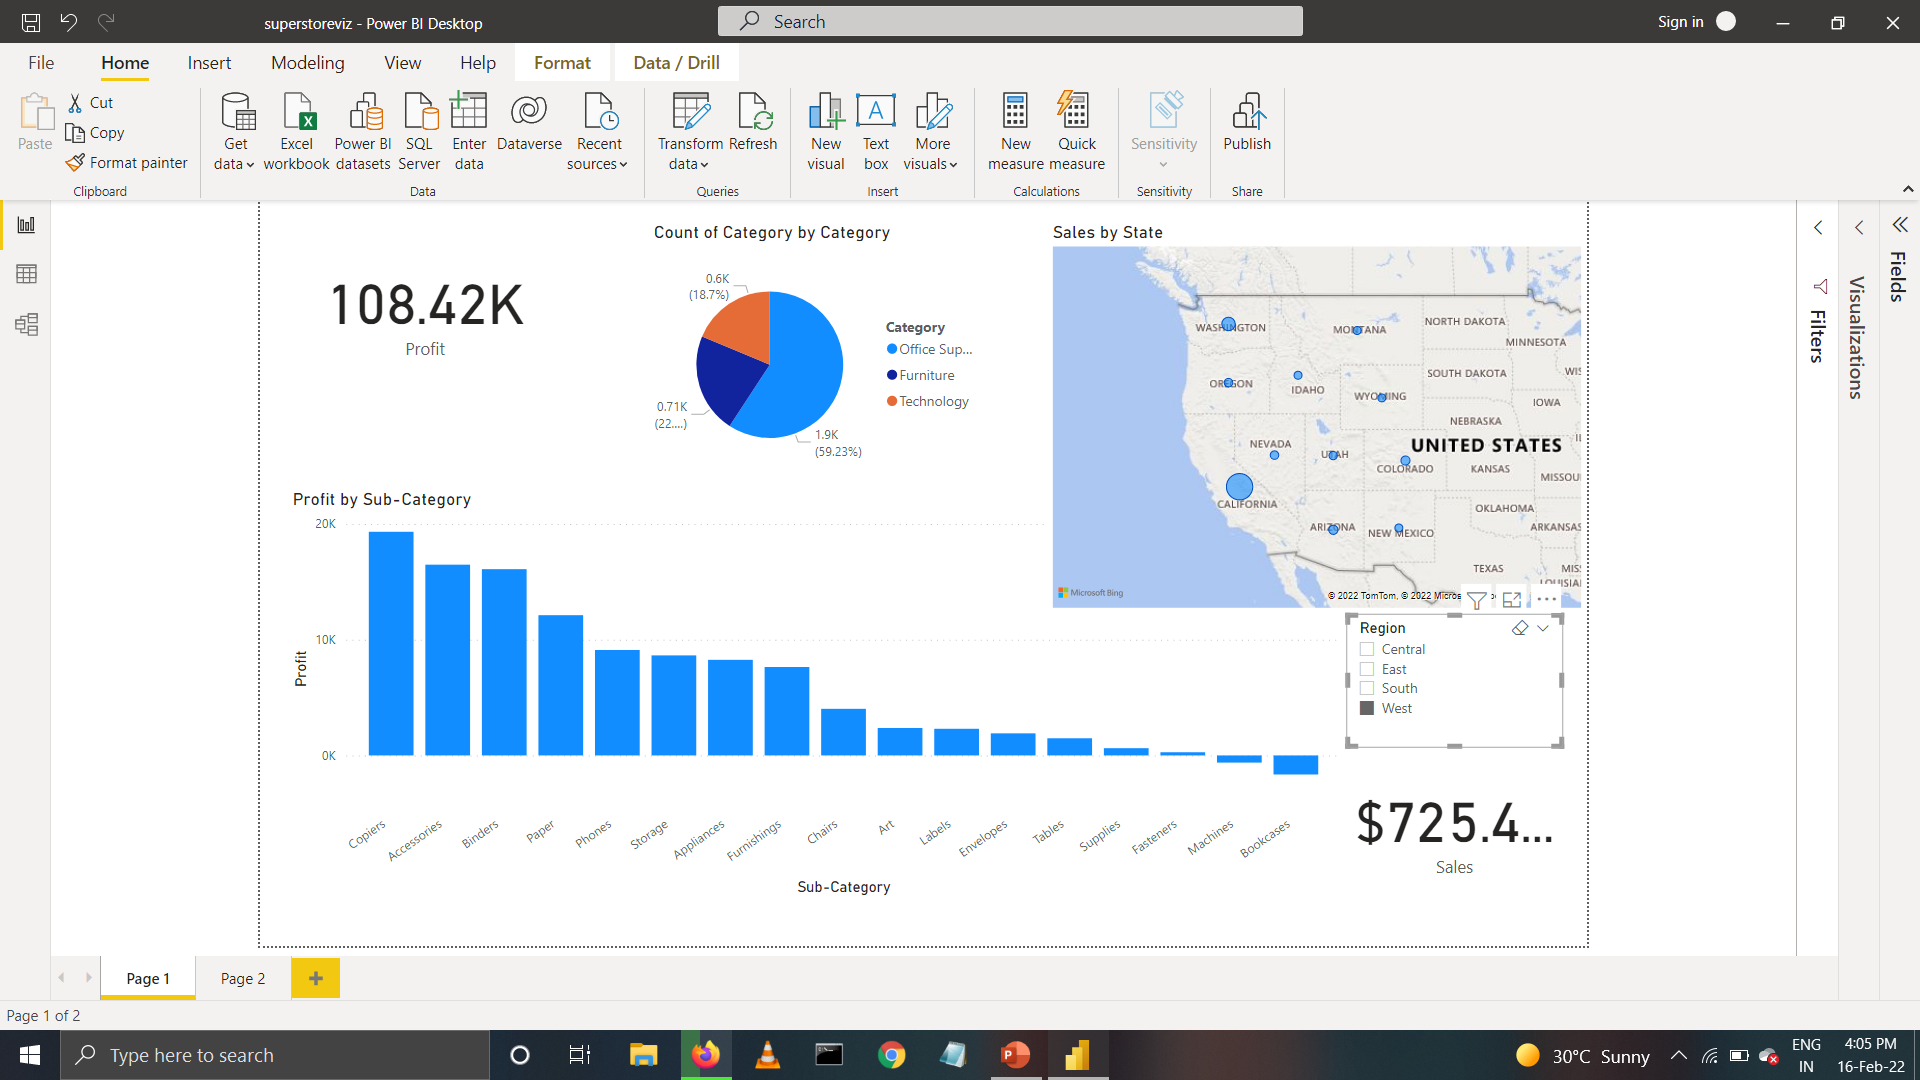 superstoreviz - Power BI Desktop
Search
Sign in
File
Home
Insert
Modeling
View
Help
Format
Data / Drill
Paste
Cut
Copy
Format painter
Clipboard
Get data
Excel workbook
Power BI datasets
SQL Server
Enter data
Dataverse
Recent sources
Data
Transform data
Refresh
Queries
New visual
Text box
More visuals
Insert
New measure
Quick measure
Calculations
Sensitivity
Sensitivity
Publish
Share
108.42K
Profit
Count of Category by Category
0.6K
(18.7%)
0.71K
(22....)
1.9K
(59.23%)
Category
Office Sup...
Furniture
Technology
Sales by State
WASHINGTON
MONTANA
NORTH DAKOTA
MINNESOTA
OREGON
IDAHO
SOUTH DAKOTA
WIS
WYOMING
IOWA
NEBRASKA
NEVADA
UTAH
UNITED STATES
IL
COLORADO
KANSAS
MISSOU
CALIFORNIA
OKLAHOMA
ARIZONA
NEW MEXICO
ARKANSAS
TEXAS
MIS
LOUISIA
Microsoft Bing
© 2022 TomTom, © 2022 Micros
Profit by Sub-Category
20K
10K
0K
Profit
Copiers
Accessories
Binders
Paper
Phones
Storage
Appliances
Furnishings
Chairs
Art
Labels
Envelopes
Tables
Supplies
Fasteners
Machines
Bookcases
Sub-Category
Region
Central
East
South
West
$725.4...
Sales
Filters
Visualizations
Fields
Page 1
Page 2
Page 1 of 2
Type here to search
30°C Sunny
ENG
IN
4:05 PM
16-Feb-22